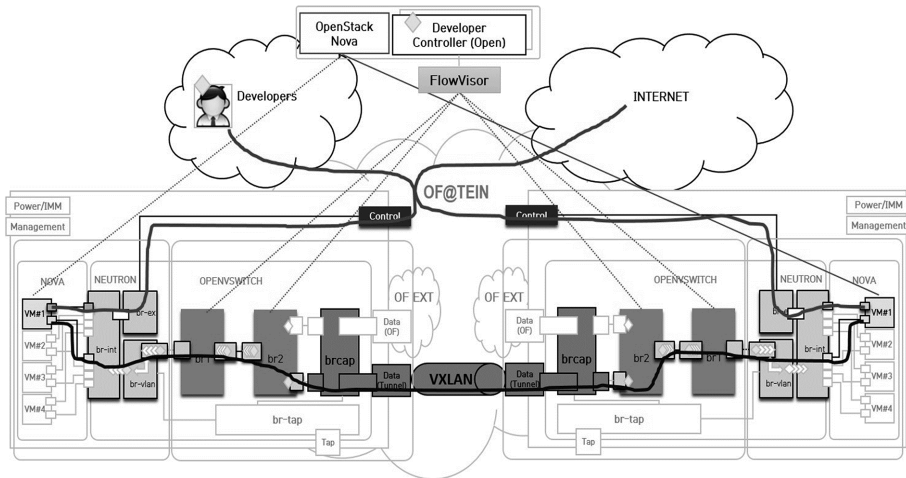 OpenStack
Nova
Developer
Controller (Open)
FlowVisor
Developers
INTERNET
OF@TEIN
Power/IMM
Management
Control
Control
Power/IMM
Management
NOVA
NEUTRON
OPENVSWITCH
OF EXT
OF EXT
OPENVSWITCH
NEUTRON
NOVA
VM#1
br-ex
VM#2
VM#3
VM#4
br-int
br-vlan
br2
brcap
Data
(OF)
Data
(Tunnel)
VXLAN
Data
(OF)
Data
(Tunnel)
brcap
br2
br-int
br-vlan
VM#1
VM#2
VM#3
VM#4
br-tap
Tap
br-tap
Tap